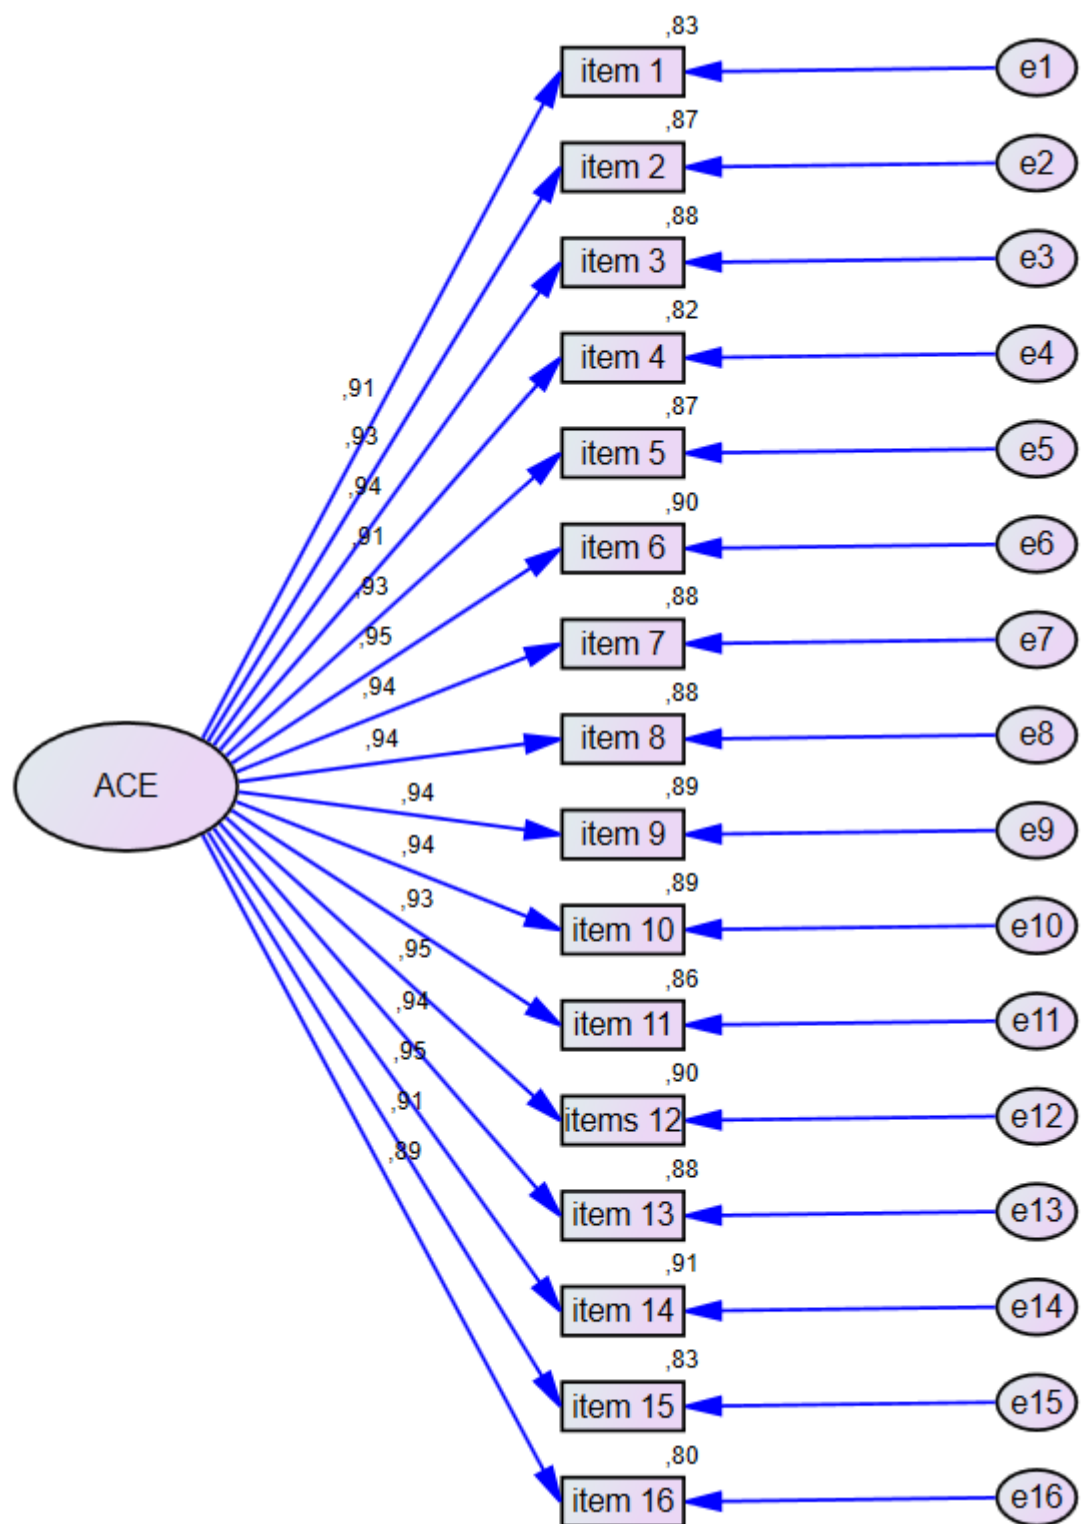 ,83
item 1
e1
,87
item 2
e2
,88
item 3
e3
,82
item 4
e4
,87
item 5
e5
,90
item 6
e6
,88
item 7
e7
,88
item 8
e8
,89
item 9
e9
,89
item 10
e10
,86
item 11
e11
,90
items 12
e12
,88
item 13
e13
,91
item 14
e14
,83
item 15
e15
,80
item 16
e16
,91
,93
,94
,91
,93
,95
,94
,94
,94
,94
,93
,95
,94
,95
,91
,89
ACE